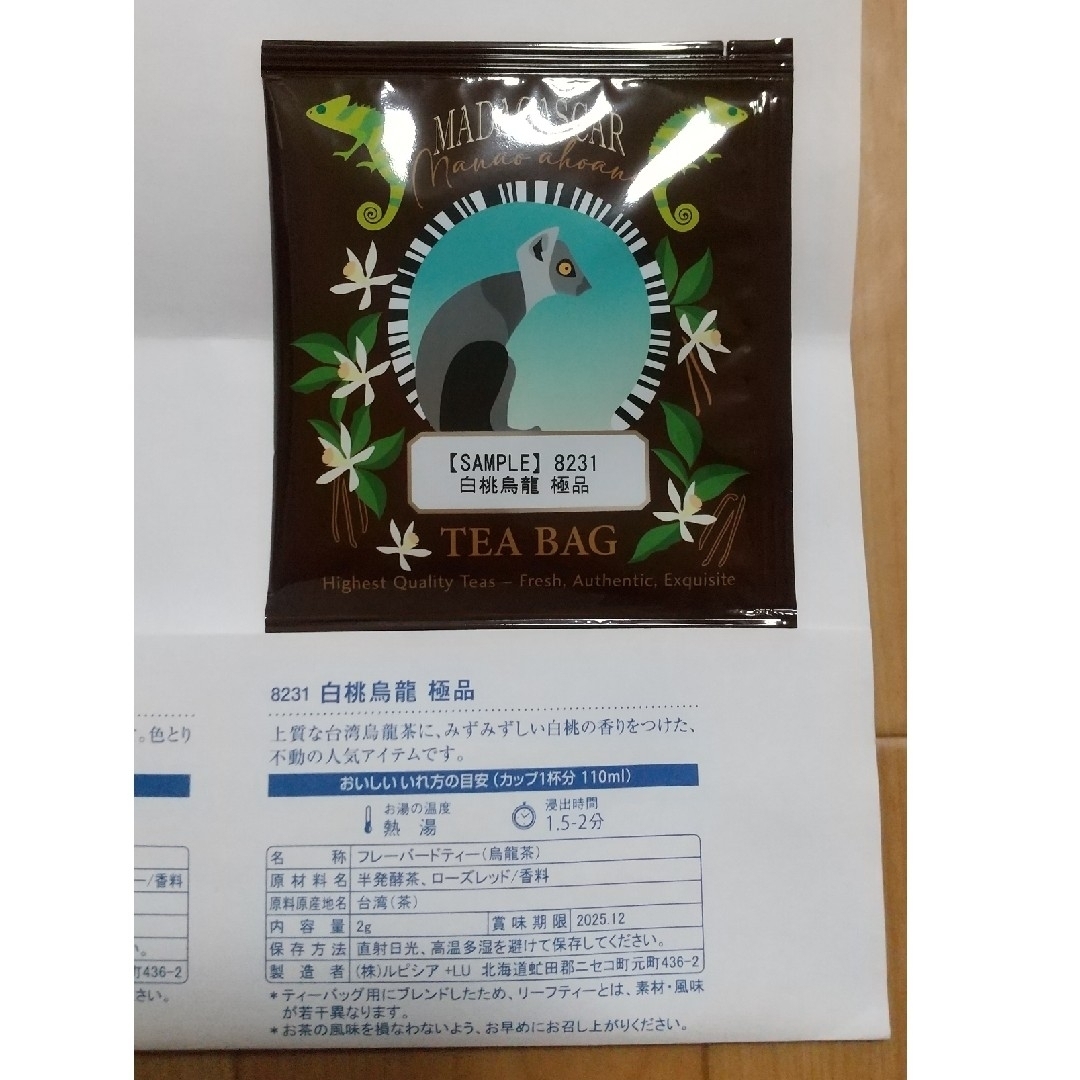 MADAGASCAR
Manao ahoana
【SAMPLE】 8231
白桃烏龍 極品
TEA BAG
Highest Quality Teas – Fresh, Authentic, Exquisite
8231 白桃烏龍 極品
上質な台湾烏龍茶に、みずみずしい白桃の香りをつけた、
不動の人気アイテムです。
おいしいいれ方の目安(カップ1杯分 110ml)
お湯の温度
熱 湯
浸出時間
1.5-2分
名 称 フレーバードティー(烏龍茶)
原材料名 半発酵茶、ローズレッド/香料
原料原産地名 台湾(茶)
内容量 2g 賞味期限 2025.12
保存方法 直射日光、高温多湿を避けて保存してください。
製造者 (株)ルピシア +LU 北海道虻田郡ニセコ町元町436-2
*ティーバッグ用にブレンドしたため、リーフティーとは、素材・風味
が若干異なります。
*お茶の風味を損なわないよう、お早めにお召し上がりください。
。色とり
ー/香料
い。
町436-2
さい。